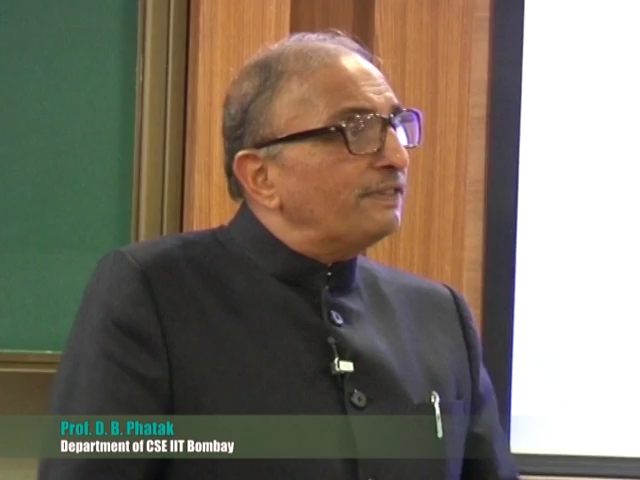 Prof. D. B. Phatak
Department of CSE IIT Bombay